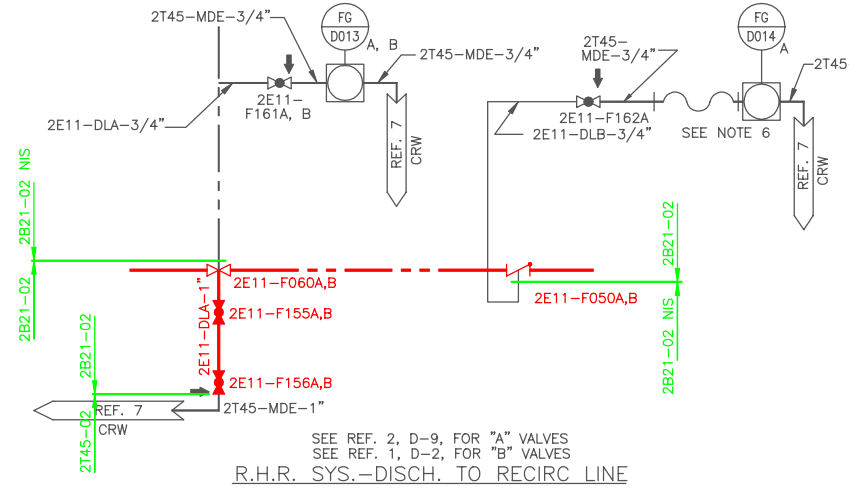 2T45-MDE-3/4"
FG
D013
A, B
2T45-MDE-3/4"
2E11-
F161A, B
2E11-DLA-3/4"
REF. 7
CRW
2T45-
MDE-3/4"
FG
D014
A
2T45
2E11-F162A
2E11-DLB-3/4"
SEE NOTE 6
REF. 7
CRW
2B21-02 NIS
2B21-02
2E11-F060A,B
2E11-DLA-1"
2E11-F155A,B
2E11-F156A,B
2E11-F050A,B
2B21-02
2B21-02 NIS
2B21-02
2T45-02
REF. 7
CRW
2T45-MDE-1"
SEE REF. 2, D-9, FOR "A" VALVES
SEE REF. 1, D-2, FOR "B" VALVES
R.H.R. SYS.-DISCH. TO RECIRC LINE